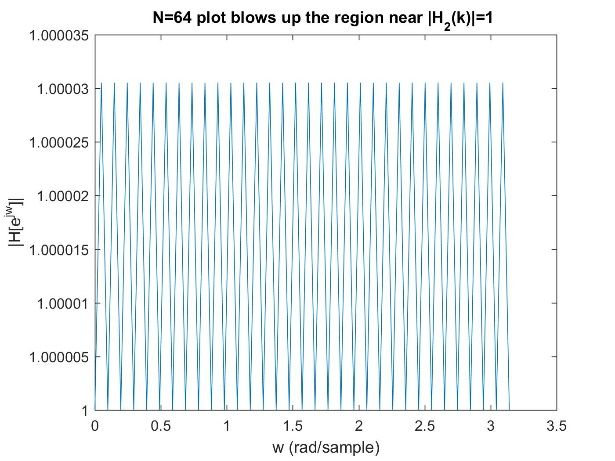 N=64 plot blows up the region near |H2(k)|=1
1.000035
1.00003
1.000025
1.00002
1.000015
1.00001
1.000005
1
|H[e^jw]|
0 0.5 1 1.5 2 2.5 3 3.5
w (rad/sample)